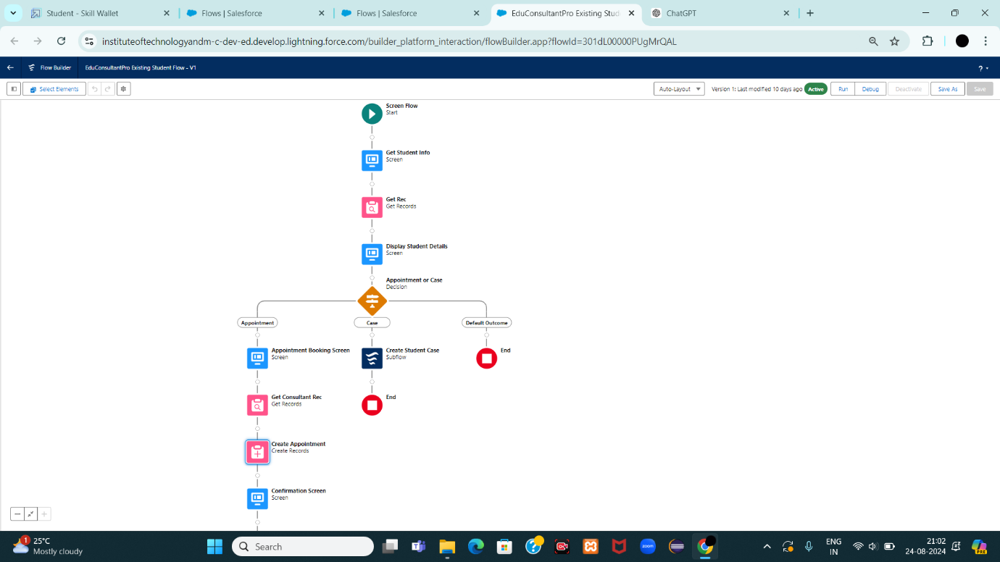 Student - Skill Wallet
Flows | Salesforce
Flows | Salesforce
EduConsultantPro Existing Stud
ChatGPT
instituteoftechnologyandm-c-dev-ed.develop.lightning.force.com/builder_platform_interaction/flowBuilder.app?flowId=301dL00000PUgMrQAL
Flow Builder
EduConsultantPro Existing Student Flow - V1
?
Select Elements
Auto-Layout
Version 1: Last modified 10 days ago
Active
Run
Debug
Deactivate
Save As
Save
Screen Flow
Start
Get Student Info
Screen
Get Rec
Get Records
Display Student Details
Screen
Appointment or Case
Decision
Appointment
Case
Default Outcome
Appointment Booking Screen
Screen
Create Student Case
Subflow
End
Get Consultant Rec
Get Records
End
Create Appointment
Create Records
Confirmation Screen
Screen
1
25°C
Mostly cloudy
Search
zoom
ENG
IN
21:02
24-08-2024
PRE